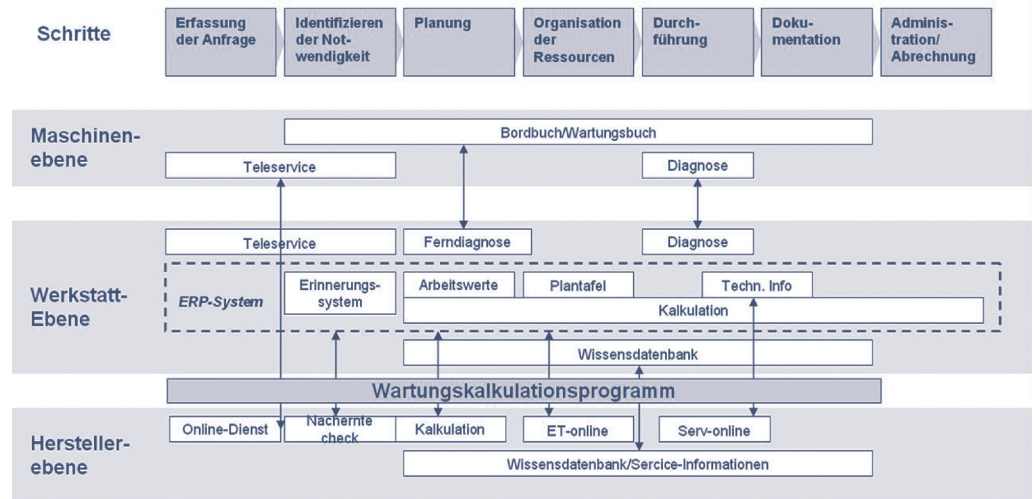 Schritte
Erfassung
der Anfrage
Identifizieren
der Not-
wendigkeit
Planung
Organisation
der
Ressourcen
Durch-
führung
Doku-
mentation
Adminis-
tration/
Abrechnung
Maschinen-
ebene
Bordbuch/Wartungsbuch
Teleservice
Diagnose
Werkstatt-
Ebene
Teleservice
Ferndiagnose
Diagnose
ERP-System
Erinnerungs-
system
Arbeitswerte
Plantafel
Techn. Info
Kalkulation
Wissensdatenbank
Wartungskalkulationsprogramm
Hersteller-
ebene
Online-Dienst
Nachernte
check
Kalkulation
ET-online
Serv-online
Wissensdatenbank/Sercice-Informationen